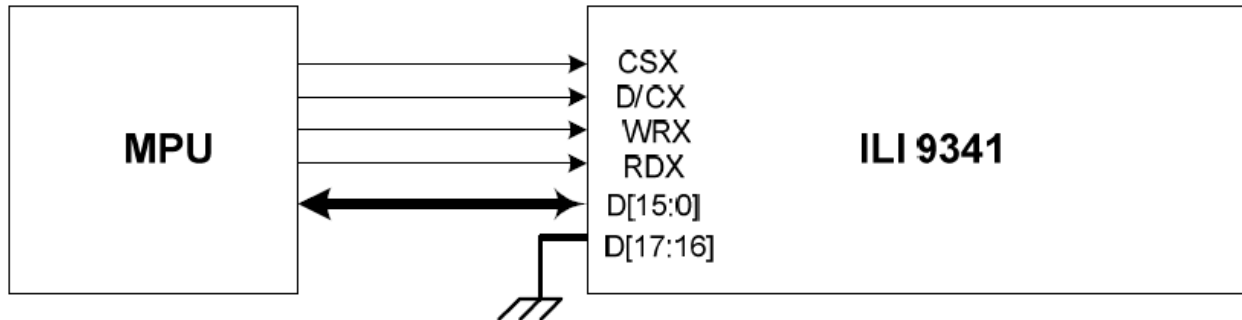 MPU
CSX
D/CX
WRX
RDX
D[15:0]
D[17:16]
ILI 9341